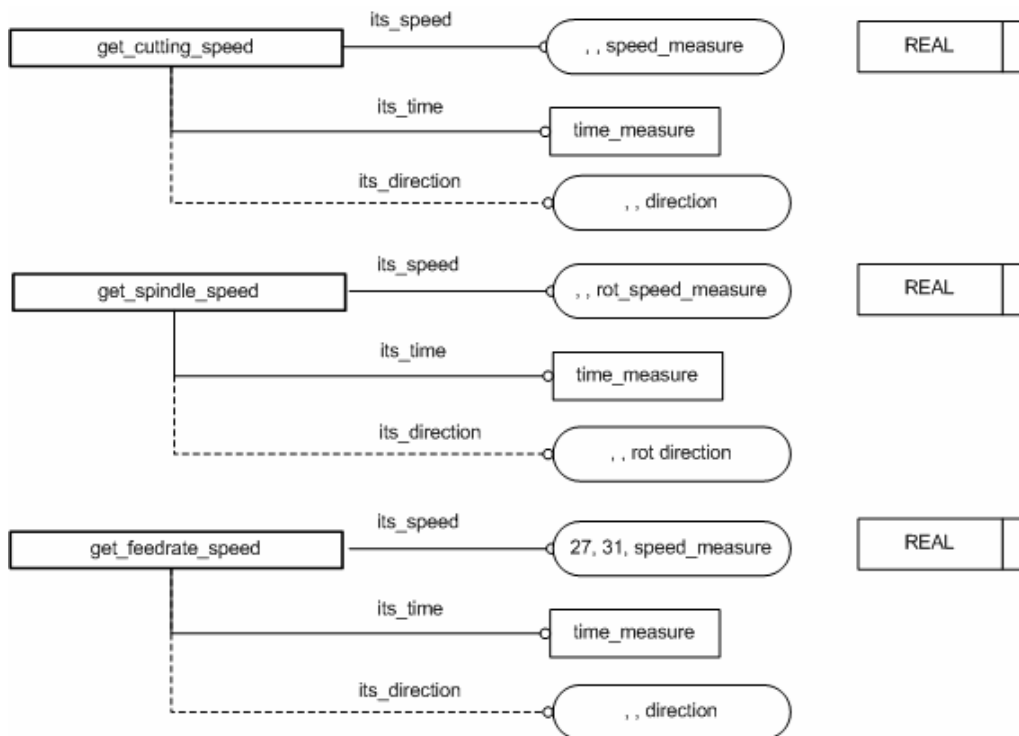 its_speed
get_cutting_speed
, , speed_measure
REAL
its_time
time_measure
its_direction
, , direction
its_speed
get_spindle_speed
, , rot_speed_measure
REAL
its_time
time_measure
its_direction
, , rot direction
its_speed
get_feedrate_speed
27, 31, speed_measure
REAL
its_time
time_measure
its_direction
, , direction